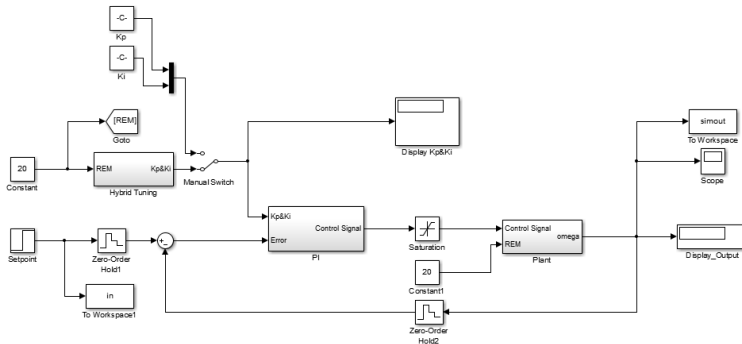 -C-
Kp
-C-
Ki
[REM]
Goto
20
Constant
REM
Kp&Ki
Hybrid Tuning
Manual Switch
Display Kp&Ki
simout
To Workspace
Scope
Kp&Ki
Error
Control Signal
PI
Saturation
Control Signal
REM
omega
Plant
Display_Output
Setpoint
Zero-Order
Hold1
in
To Workspace1
20
Constant1
Zero-Order
Hold2